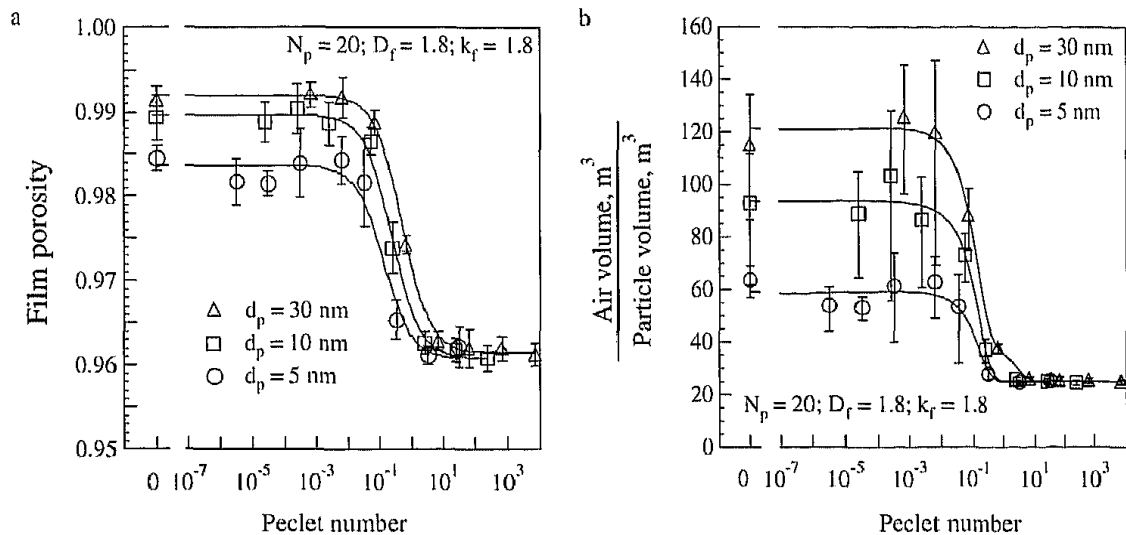 a
1.00
0.99
0.98
0.97
0.96
0.95
Film porosity
N_p = 20; D_f = 1.8; k_f = 1.8
d_p = 30 nm
d_p = 10 nm
d_p = 5 nm
0 10^-7 10^-5 10^-3 10^-1 10^1 10^3
Peclet number
b
160
140
120
100
80
60
40
20
0
Air volume, m^3
Particle volume, m^3
d_p = 30 nm
d_p = 10 nm
d_p = 5 nm
N_p = 20; D_f = 1.8; k_f = 1.8
0 10^-7 10^-5 10^-3 10^-1 10^1 10^3
Peclet number